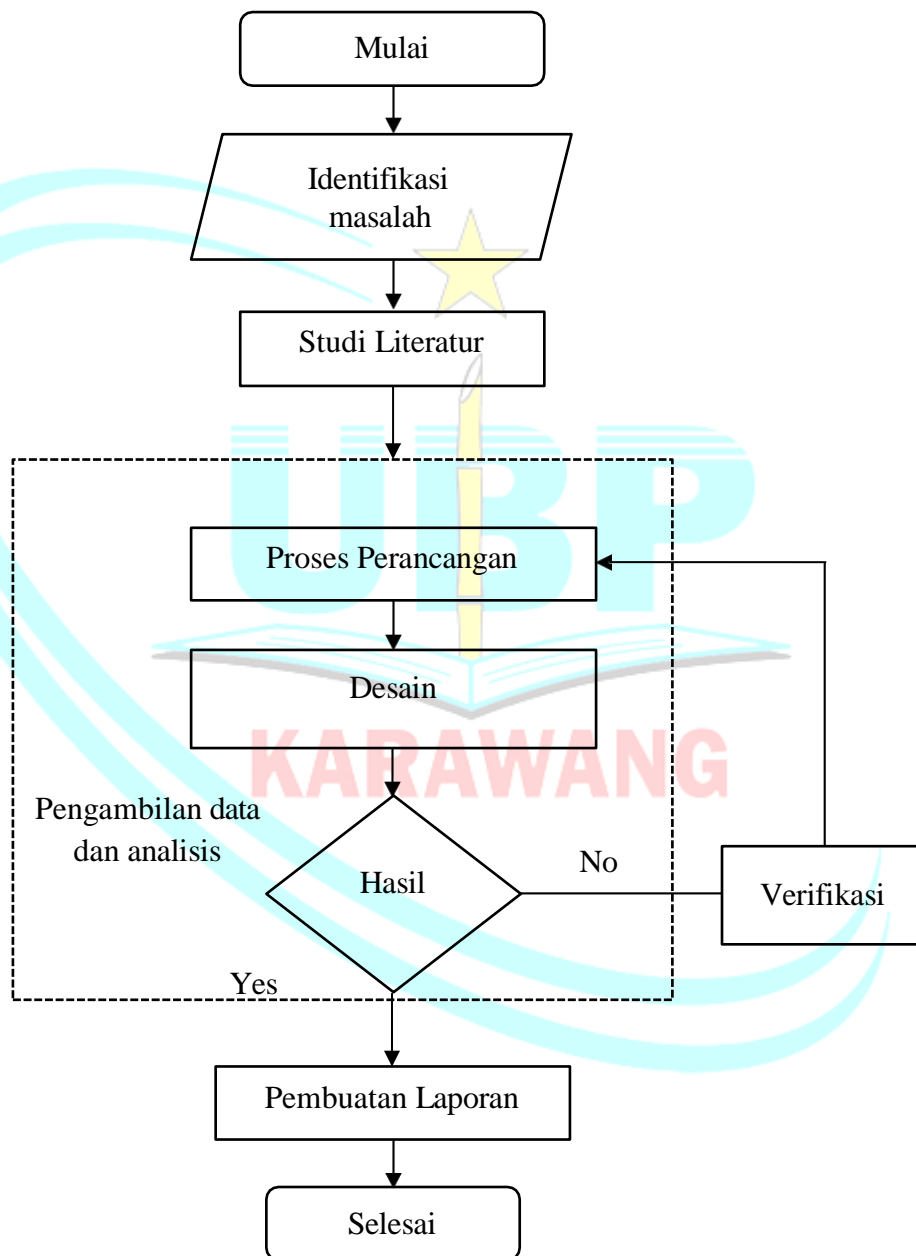 Mulai
Identifikasi
masalah
Studi Literatur
UBP
Proses Perancangan
Desain
KARAWANG
Pengambilan data
dan analisis
Hasil
No
Verifikasi
Yes
Pembuatan Laporan
Selesai